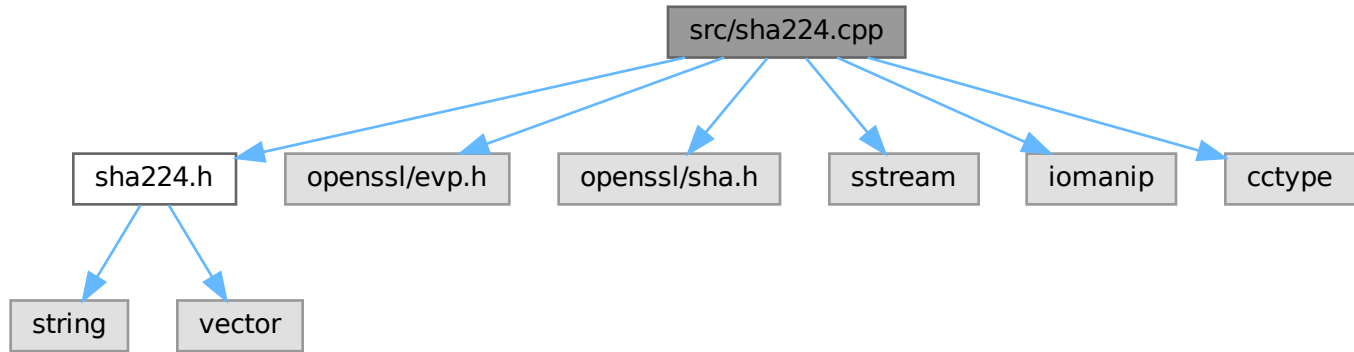 src/sha224.cpp
sha224.h
openssl/evp.h
openssl/sha.h
sstream
iomanip
cctype
string
vector